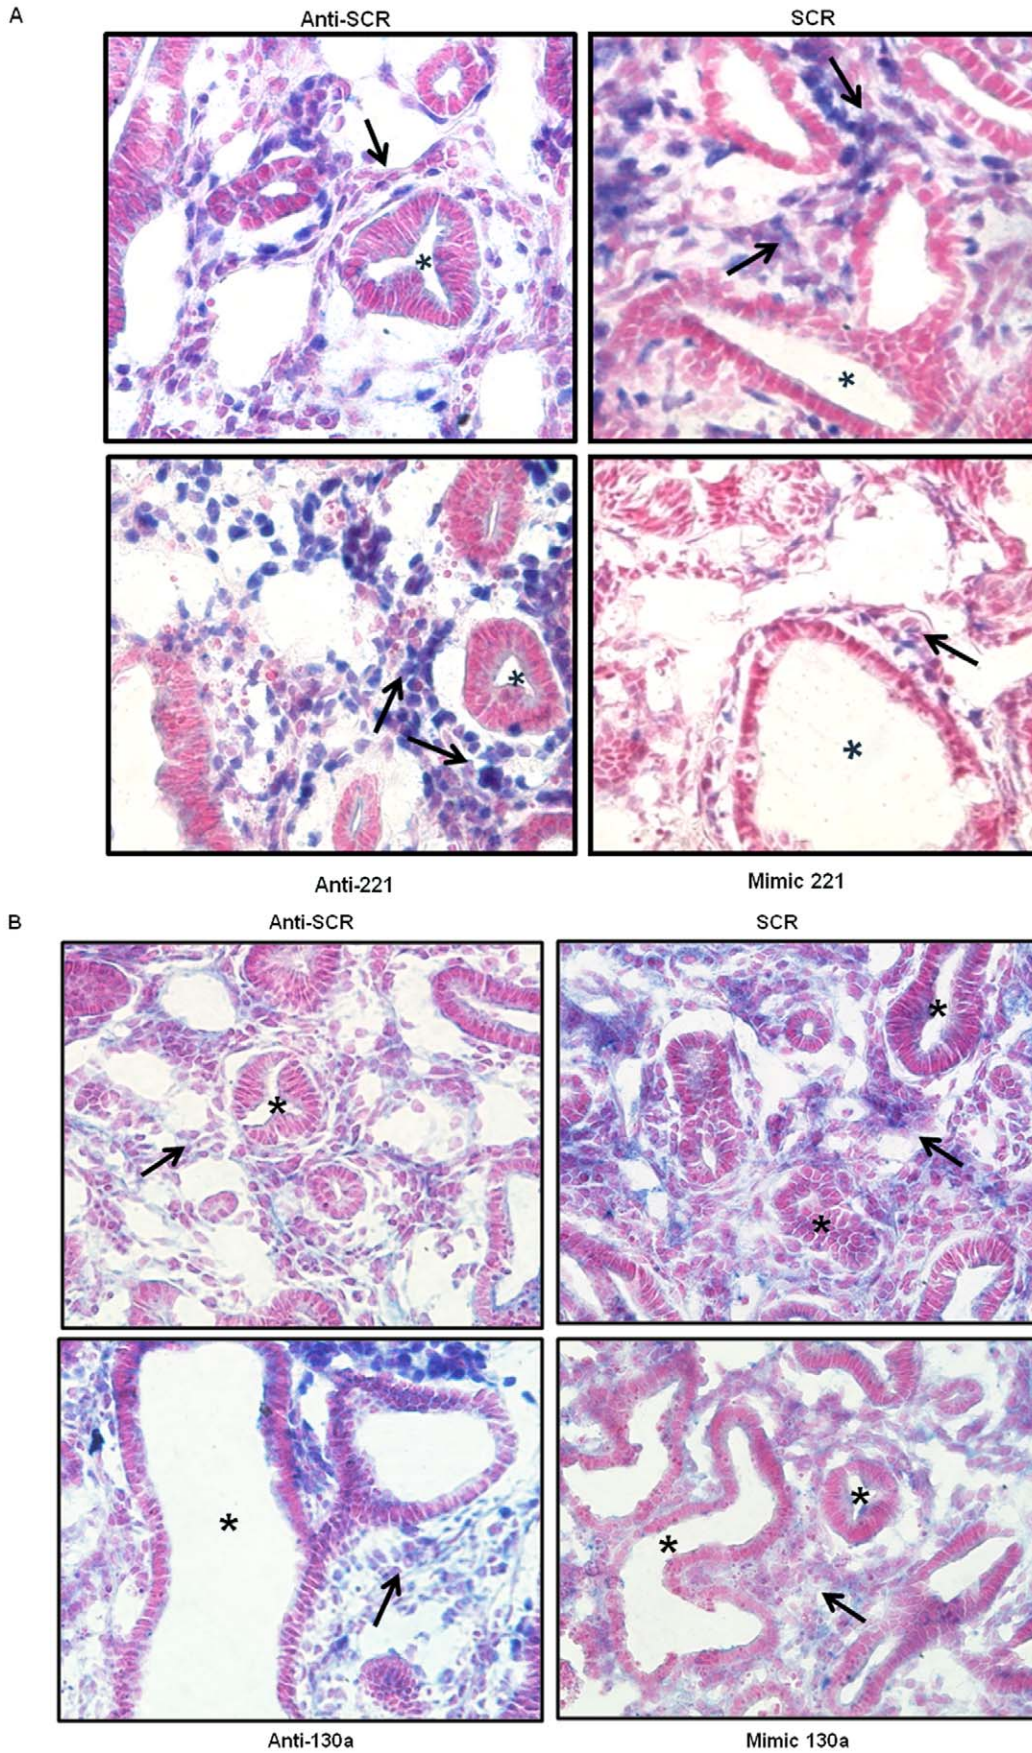 A
Anti-SCR SCR
* *
* *
Anti-221 Mimic 221
B
Anti-SCR SCR
* * *
* * *
Anti-130a Mimic 130a